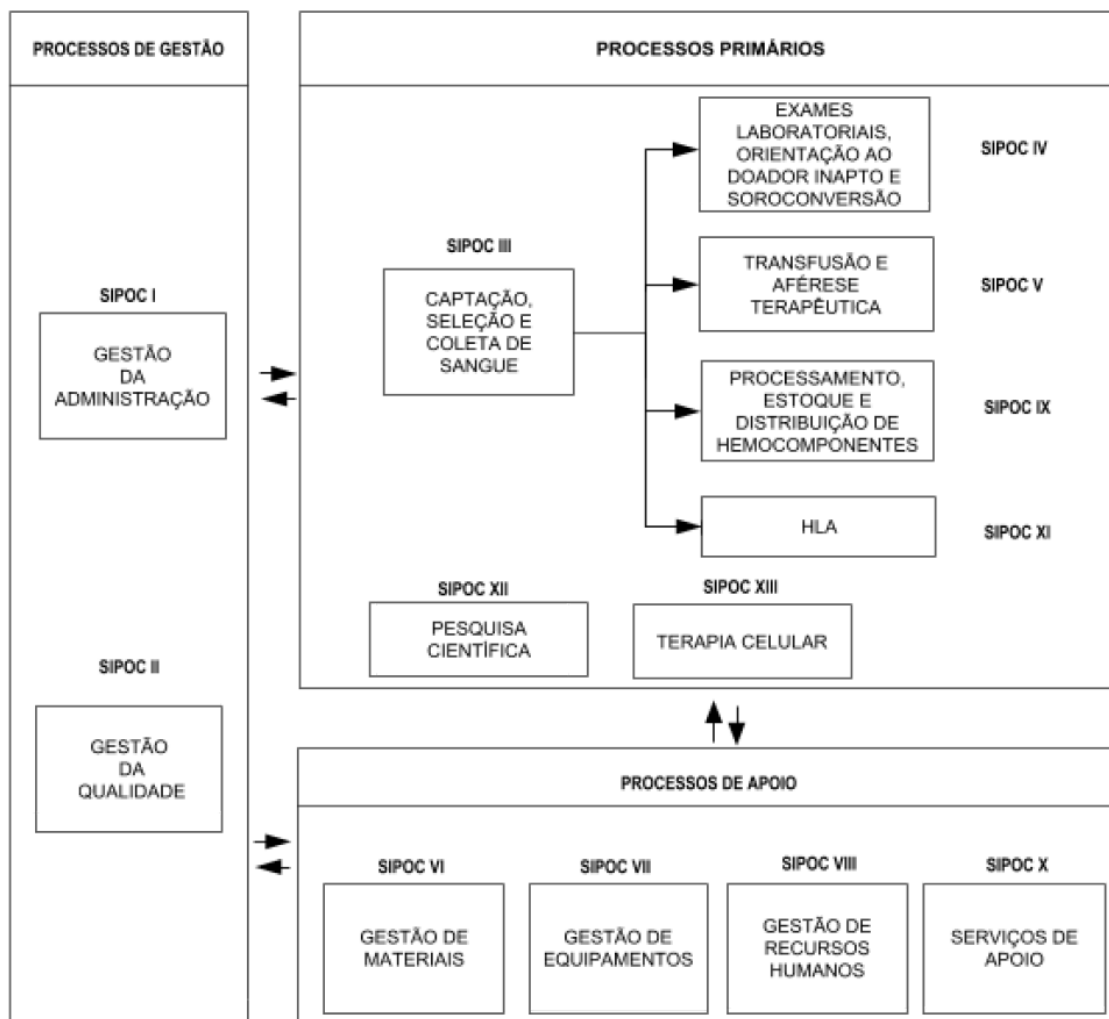 PROCESSOS DE GESTÃO
SIPOC I
GESTÃO
DA
ADMINISTRAÇÃO
SIPOC II
GESTÃO
DA
QUALIDADE
PROCESSOS PRIMÁRIOS
SIPOC III
CAPTAÇÃO,
SELEÇÃO E
COLETA DE
SANGUE
EXAMES
LABORATORIAIS,
ORIENTAÇÃO AO
DOADOR INAPTO E
SOROCONVERSÃO
SIPOC IV
TRANSFUSÃO E
AFÉRESE
TERAPÊUTICA
SIPOC V
PROCESSAMENTO,
ESTOQUE E
DISTRIBUIÇÃO DE
HEMOCOMPONENTES
SIPOC IX
HLA
SIPOC XI
SIPOC XII
PESQUISA
CIENTÍFICA
SIPOC XIII
TERAPIA CELULAR
PROCESSOS DE APOIO
SIPOC VI
GESTÃO DE
MATERIAIS
SIPOC VII
GESTÃO DE
EQUIPAMENTOS
SIPOC VIII
GESTÃO DE
RECURSOS
HUMANOS
SIPOC X
SERVIÇOS DE
APOIO